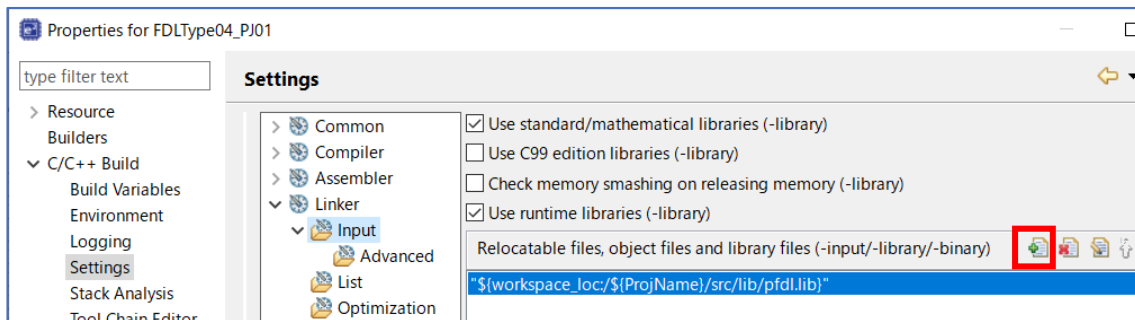 Properties for FDLType04_PJ01
type filter text
Settings
Resource
Builders
C/C++ Build
Build Variables
Environment
Logging
Settings
Stack Analysis
Tool Chain Editor
Common
Compiler
Assembler
Linker
Input
Advanced
List
Optimization
Use standard/mathematical libraries (-library)
Use C99 edition libraries (-library)
Check memory smashing on releasing memory (-library)
Use runtime libraries (-library)
Relocatable files, object files and library files (-input/-library/-binary)
"${workspace_loc:/${ProjName}/src/lib/pfdl.lib}"